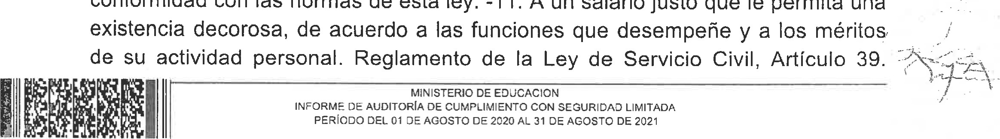 conformidad con las normas de esta ley. -11. A un salario justo que le permita una
existencia decorosa, de acuerdo a las funciones que desempeñe y a los méritos
de su actividad personal. Reglamento de la Ley de Servicio Civil, Artículo 39.
MINISTERIO DE EDUCACION
INFORME DE AUDITORÍA DE CUMPLIMIENTO CON SEGURIDAD LIMITADA
PERÍODO DEL 01 DE AGOSTO DE 2020 AL 31 DE AGOSTO DE 2021